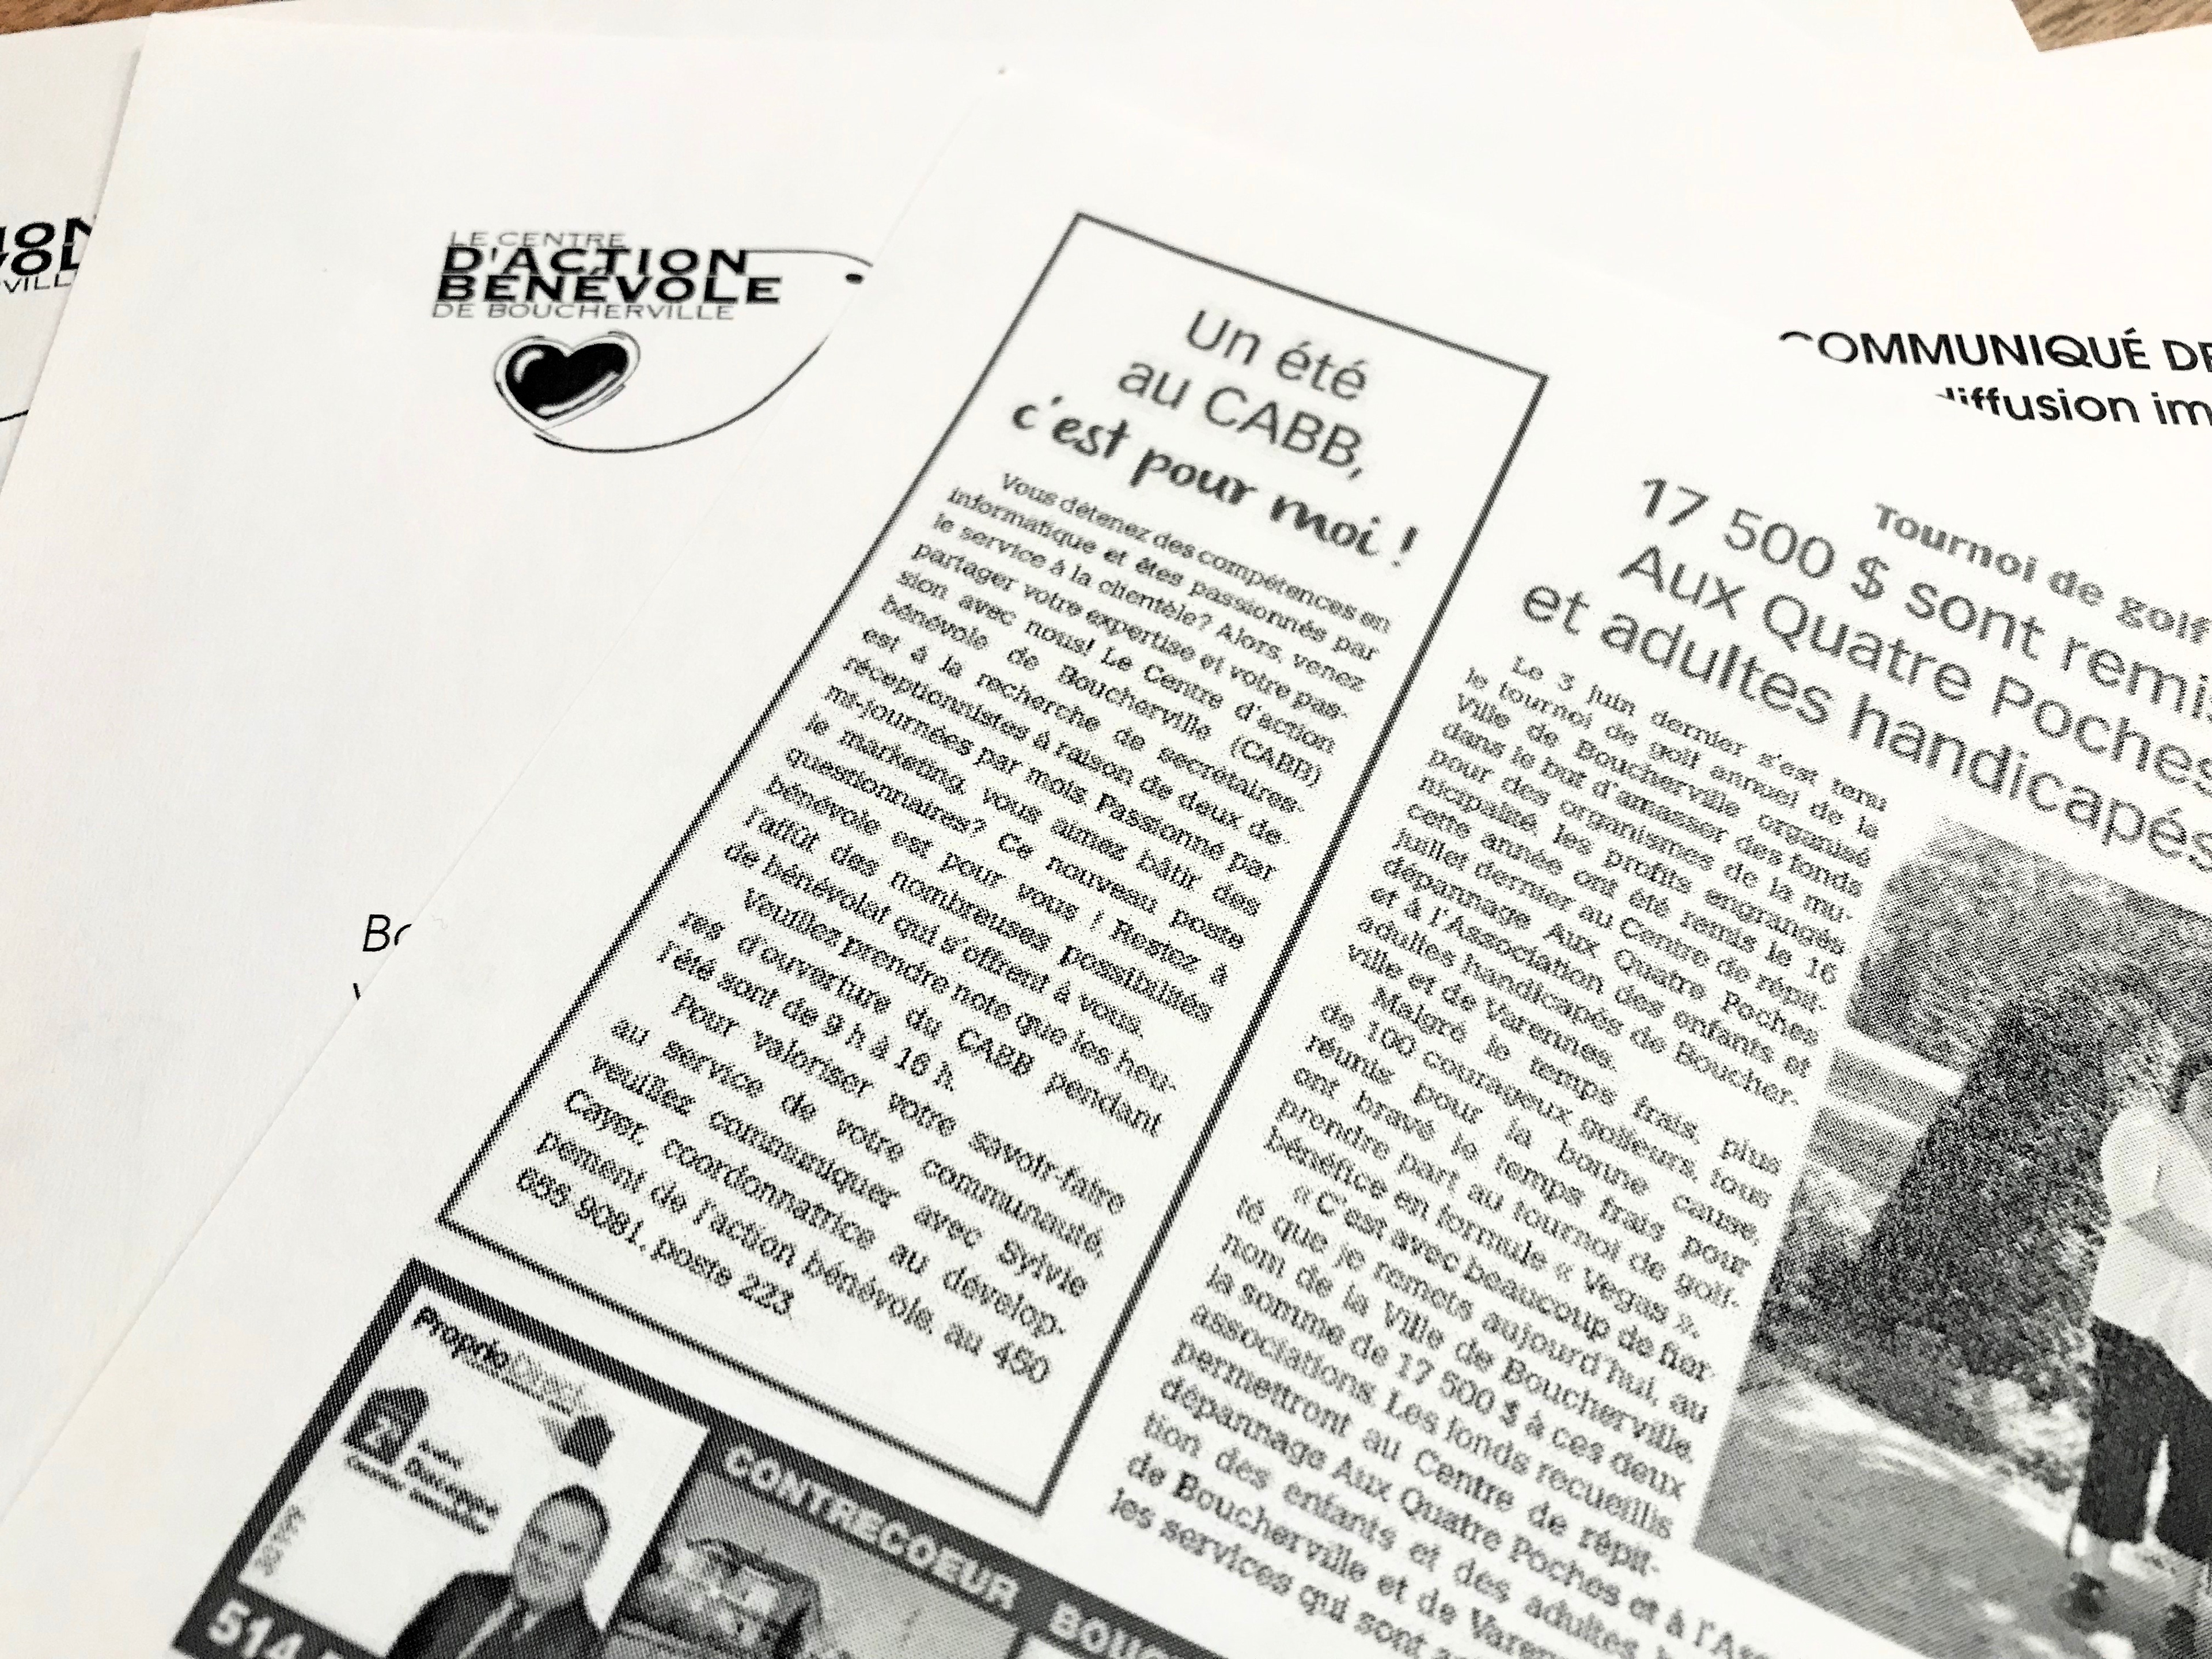 ION
VOL
VILL
LE CENTRE
D'ACTION
BÉNÉVOLE
DE BOUCHERVILLE
Un été
au CABB,
c'est pour moi !
Vous détenez des compétences en
informatique et êtes passionnés par
le service à la clientèle? Alors, venez
partager votre expertise et votre pas-
sion avec nous! Le Centre d'action
bénévole de Boucherville (CABB)
est à la recherche de secrétaires-
réceptionnistes à raison de deux de-
mi-journées par mois. Passionné par
le marketing, vous aimez bâtir des
questionnaires? Ce nouveau poste
bénévole est pour vous ! Restez à
l'affût des nombreuses possibilités
de bénévolat qui s'offrent à vous.
Veuillez prendre note que les heu-
res d'ouverture du CABB pendant
l'été sont de 9 h à 16 h.
Pour valoriser votre savoir-faire
au service de votre communauté,
veuillez communiquer avec Sylvie
Cayer, coordonnatrice au dévelop-
pement de l'action bénévole, au 450
655-9081, poste 223.
COMMUNIQUÉ DE
diffusion im
Tournoi de golf
17 500 $ sont remis
Aux Quatre Poches
et adultes handicapés
Le 3 juin dernier s'est tenu
le tournoi de golf annuel de la
Ville de Boucherville organisé
dans le but d'amasser des fonds
pour des organismes de la mu-
nicipalité, les profits engrangés
cette année ont été remis le 16
juillet dernier au Centre de répit-
dépannage Aux Quatre Poches
et à l'Association des enfants et
adultes handicapés de Boucher-
ville et de Varennes.
Malgré le temps frais, plus
de 100 courageux golfeurs, tous
réunis pour la bonne cause,
ont bravé le temps frais pour
prendre part au tournoi de golf-
bénéfice en formule « Vegas ».
« C'est avec beaucoup de fier-
té que je remets aujourd'hui, au
nom de la Ville de Boucherville,
la somme de 17 500 $ à ces deux
associations. Les fonds recueillis
permettront au Centre de répit-
dépannage Aux Quatre Poches et à l'Ass
tion des enfants et des adultes
de Boucherville et de Varen
les services qui sont
Proprio Direct
CONTRECOEUR
BOUC
514